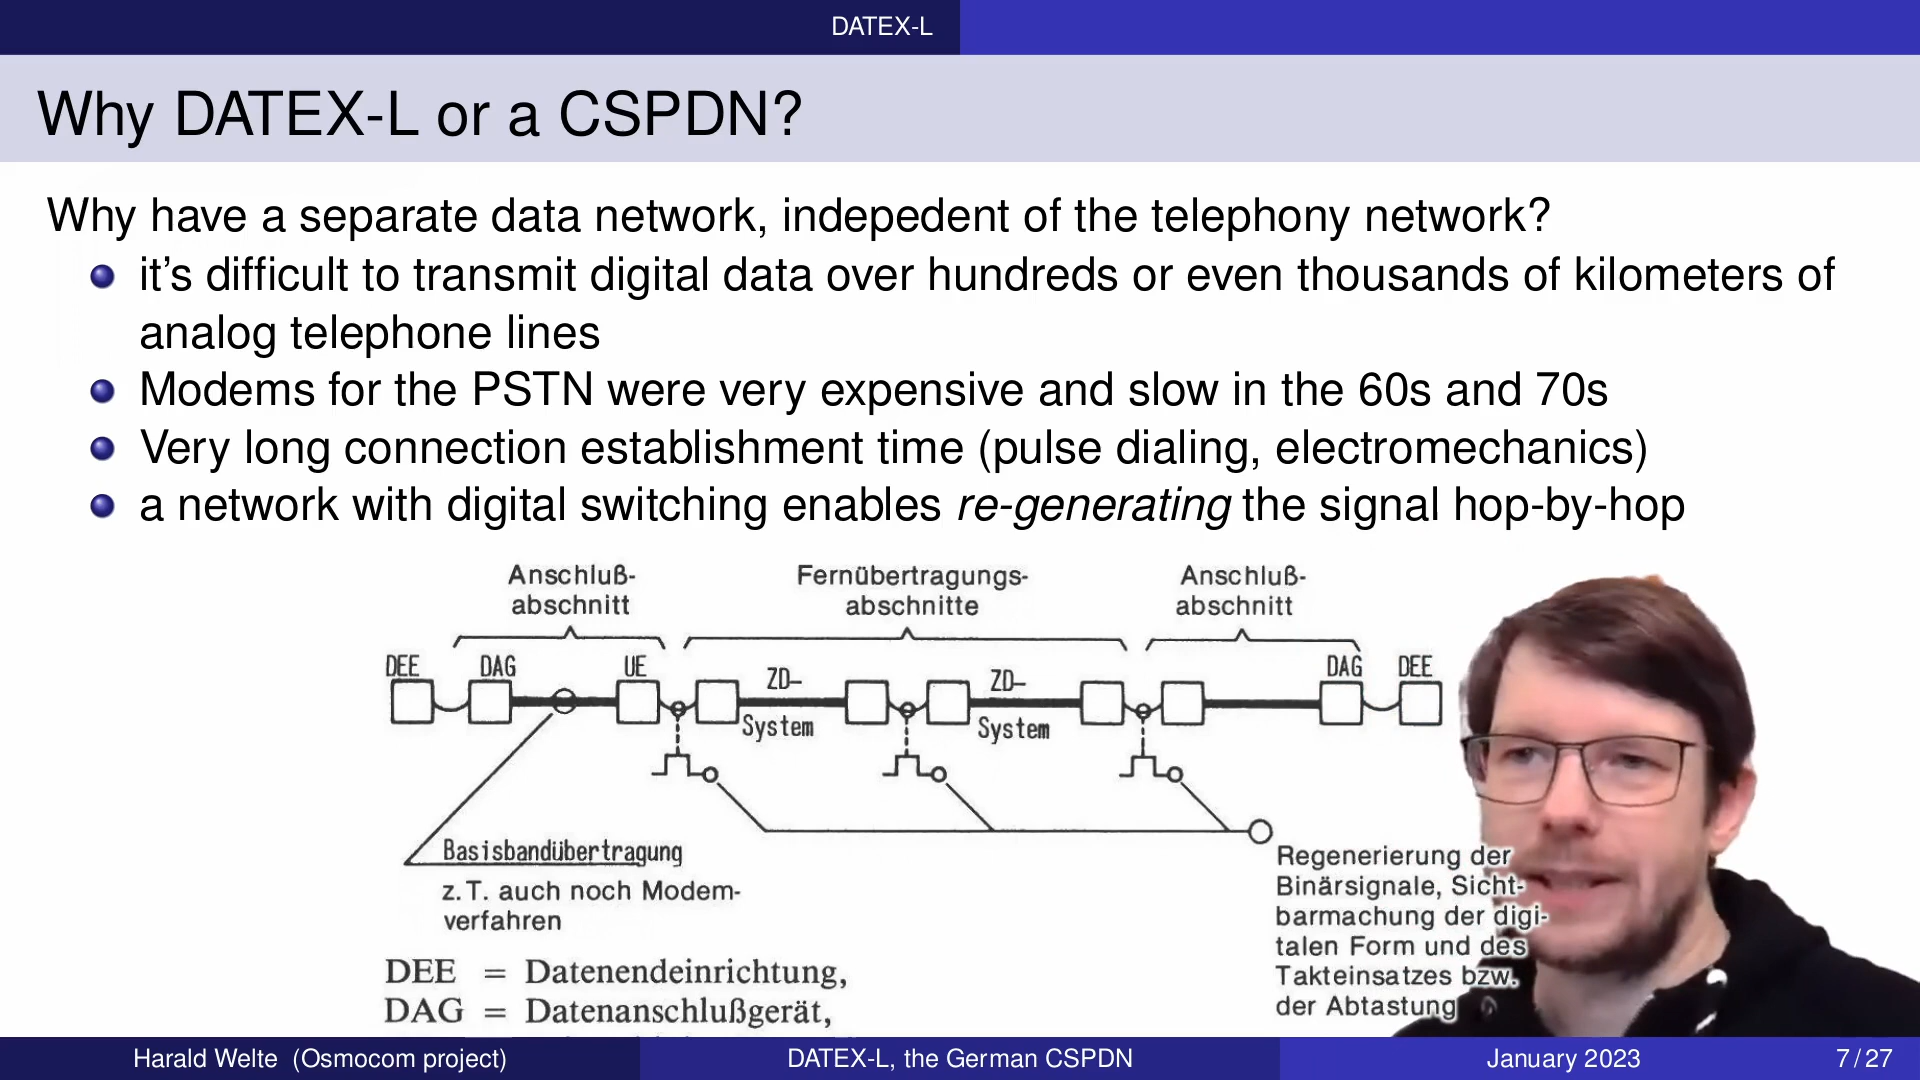 DATEX-L
Why DATEX-L or a CSPDN?
Why have a separate data network, indepedent of the telephony network?
it's difficult to transmit digital data over hundreds or even thousands of kilometers of
analog telephone lines
Modems for the PSTN were very expensive and slow in the 60s and 70s
Very long connection establishment time (pulse dialing, electromechanics)
a network with digital switching enables re-generating the signal hop-by-hop
Anschluß-
abschnitt
Fernübertragungs-
abschnitte
Anschluß-
abschnitt
DEE
DAG
UE
ZD-
System
ZD-
System
DAG
DEE
Basisbandübertragung
z.T. auch noch Modem-
verfahren
Regenerierung der
Binärsignale, Sicht-
barmachung der digi-
talen Form und des
Takteinsatzes bzw.
der Abtastung
DEE = Datenendeinrichtung,
DAG = Datenanschlußgerät,
Harald Welte (Osmocom project)
DATEX-L, the German CSPDN
January 2023
7 / 27